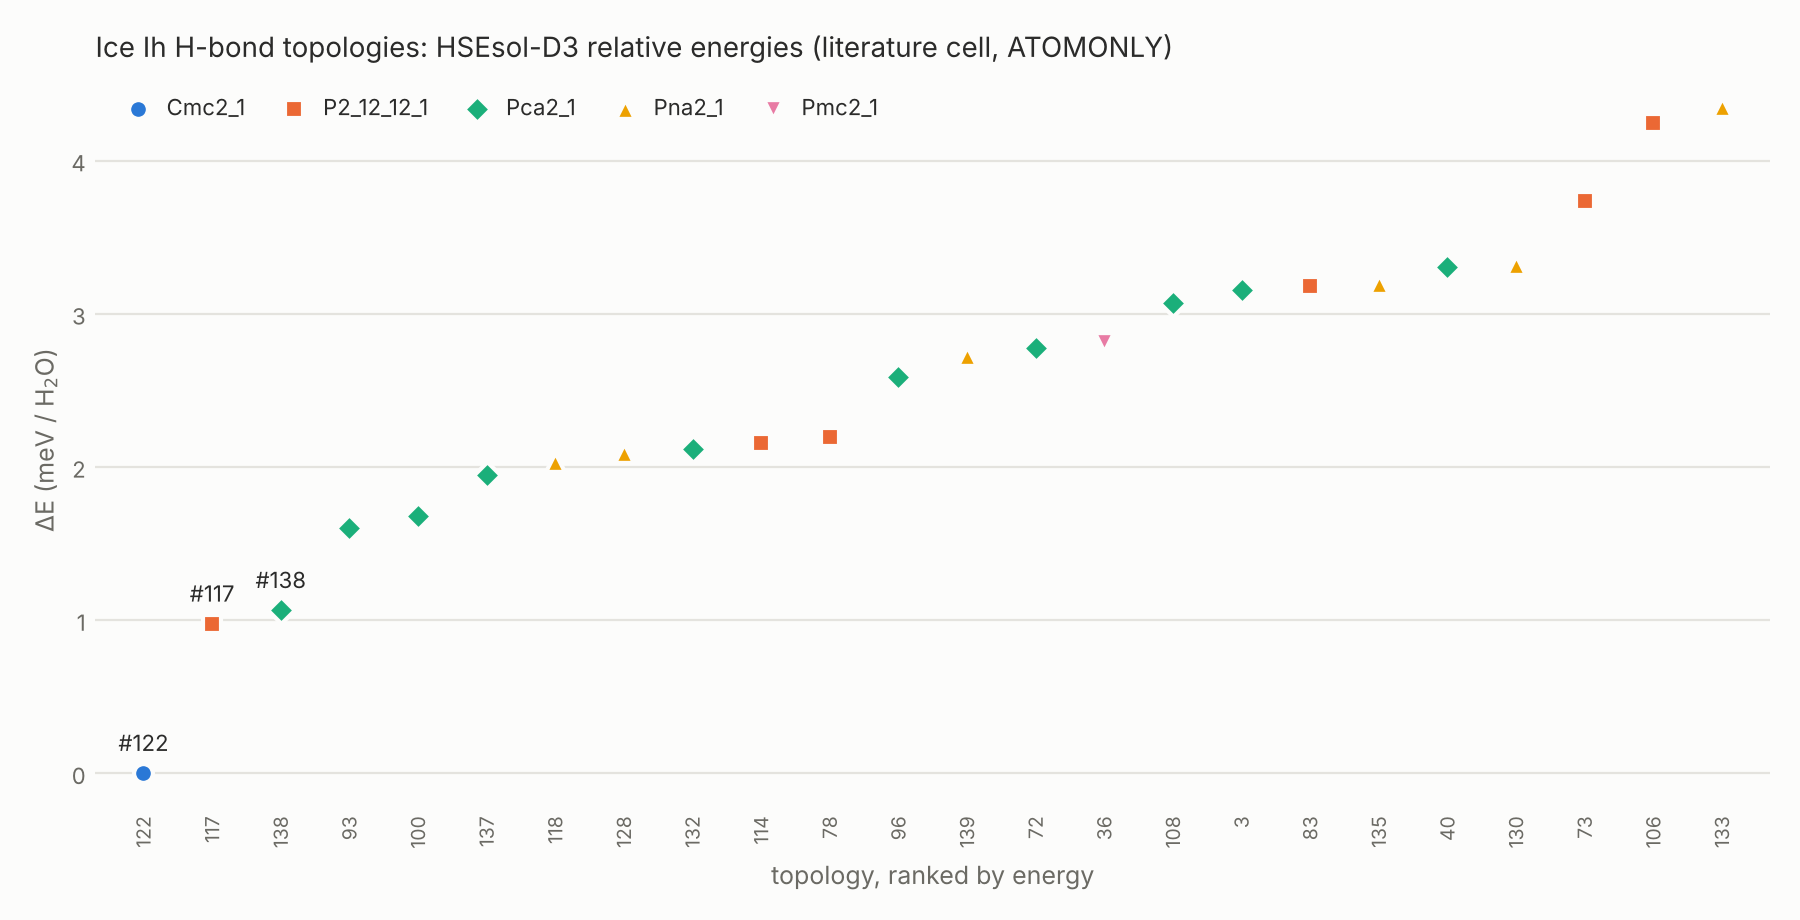 Ice Ih H-bond topologies: HSEsol-D3 relative energies (literature cell, ATOMONLY)
Cmc2_1 P2_12_12_1 Pca2_1 Pna2_1 Pmc2_1
4
3
2
1
0
ΔE (meV / H₂O)
#117
#138
#122
122 117 138 93 100 137 118 128 132 114 78 96 139 72 36 108 3 83 135 40 130 73 106 133
topology, ranked by energy